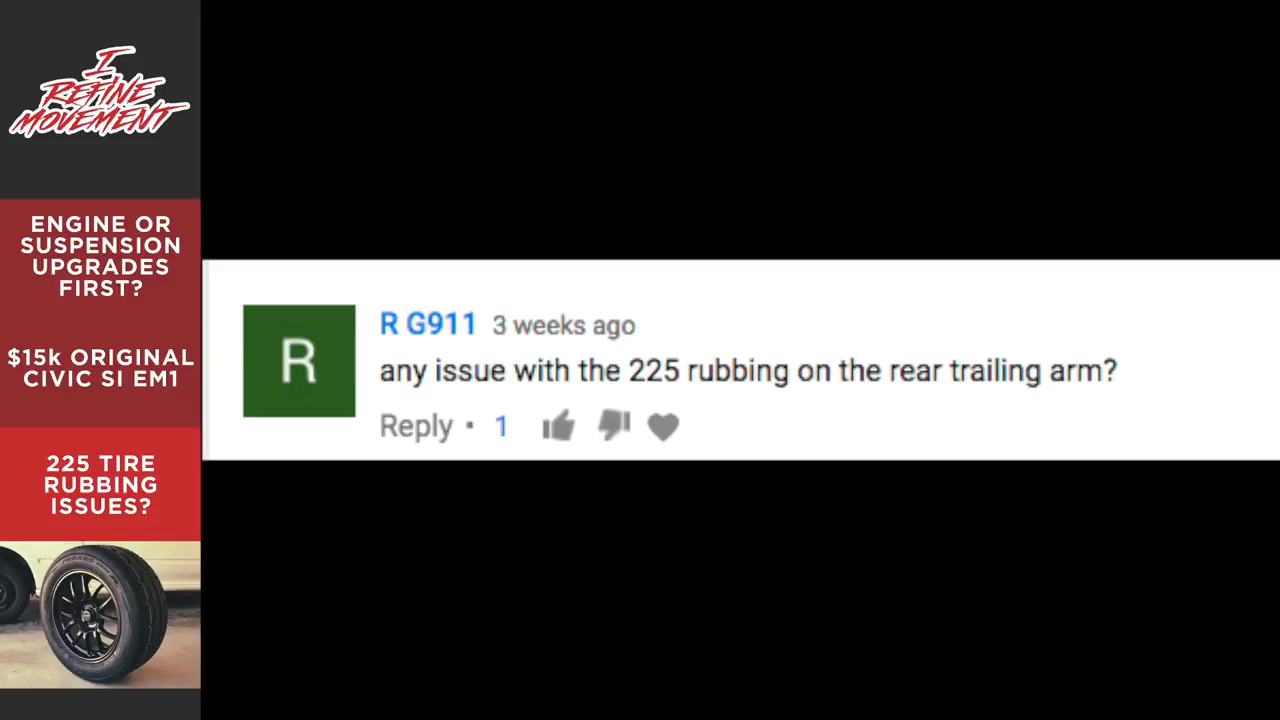 I
REFINE
MOVEMENT
ENGINE OR
SUSPENSION
UPGRADES
FIRST?
$15k ORIGINAL
CIVIC SI EM1
225 TIRE
RUBBING
ISSUES?
R
R G911 3 weeks ago
any issue with the 225 rubbing on the rear trailing arm?
Reply • 1